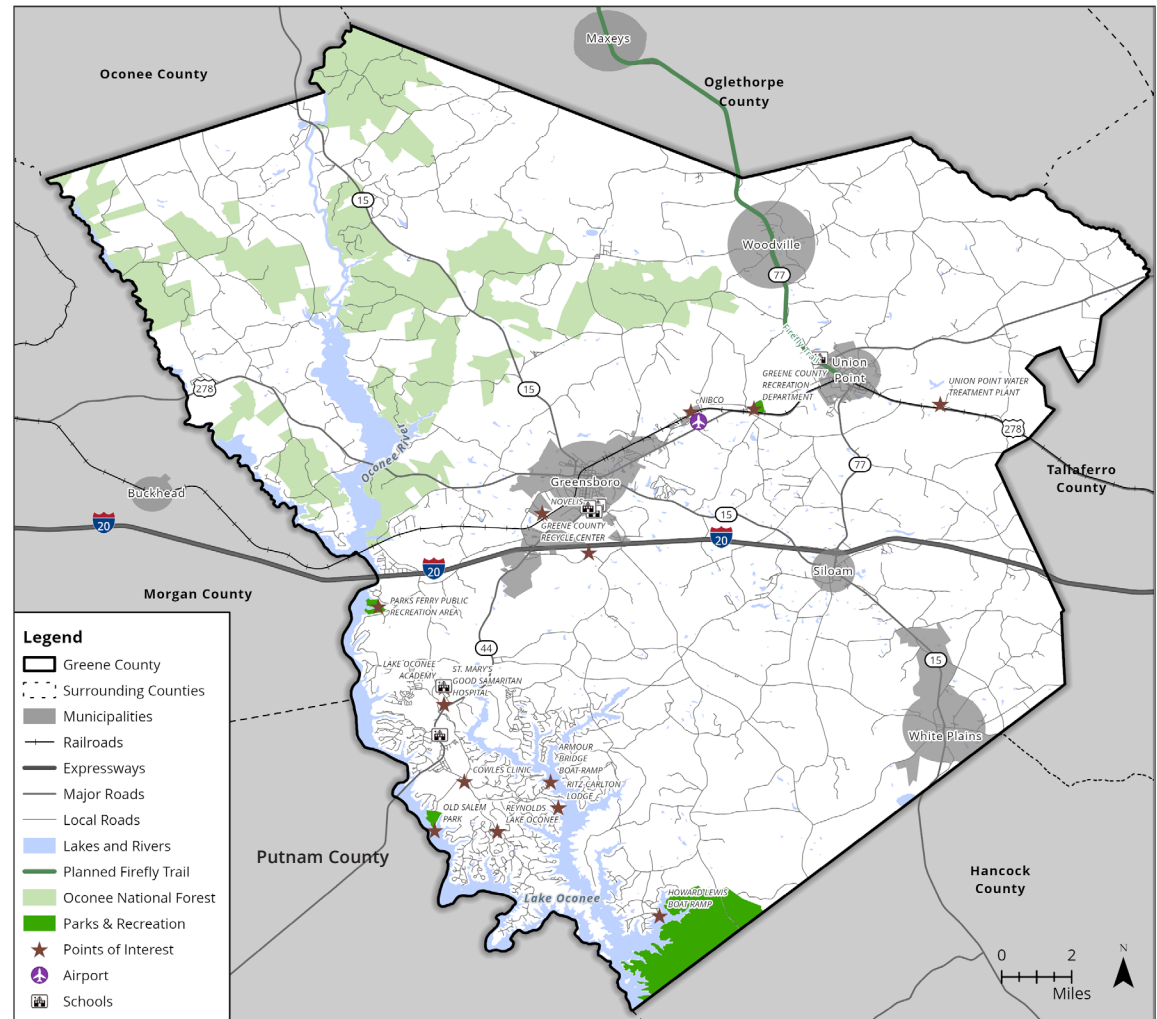 Maxeys
Oconee County
Oglethorpe
County
15
Woodville
77
Firefly Trail
Union
Point
GREENE COUNTY
RECREATION
DEPARTMENT
UNION POINT WATER
TREATMENT PLANT
278
15
NIBCO
278
Oconee River
77
Tallaferro
County
Greensboro
Buckhead
NOVELIS
15
20
GREENE COUNTY
RECYCLE CENTER
20
20
Siloam
Morgan County
PARKS FERRY PUBLIC
RECREATION AREA
44
15
LAKE OCONEE
ACADEMY
ST. MARY'S
GOOD SAMARITAN
HOSPITAL
White Plains
ARMOUR
BRIDGE
BOAT RAMP
COWLES CLINIC
RITZ CARLTON
LODGE
OLD SALEM
PARK
REYNOLDS
LAKE OCONEE
Putnam County
Hancock
County
HOWARD LEWIS
BOAT RAMP
Lake Oconee
Legend
Greene County
Surrounding Counties
Municipalities
Railroads
Expressways
Major Roads
Local Roads
Lakes and Rivers
Planned Firefly Trail
Oconee National Forest
Parks & Recreation
Points of Interest
Airport
Schools
0 2
Miles
N